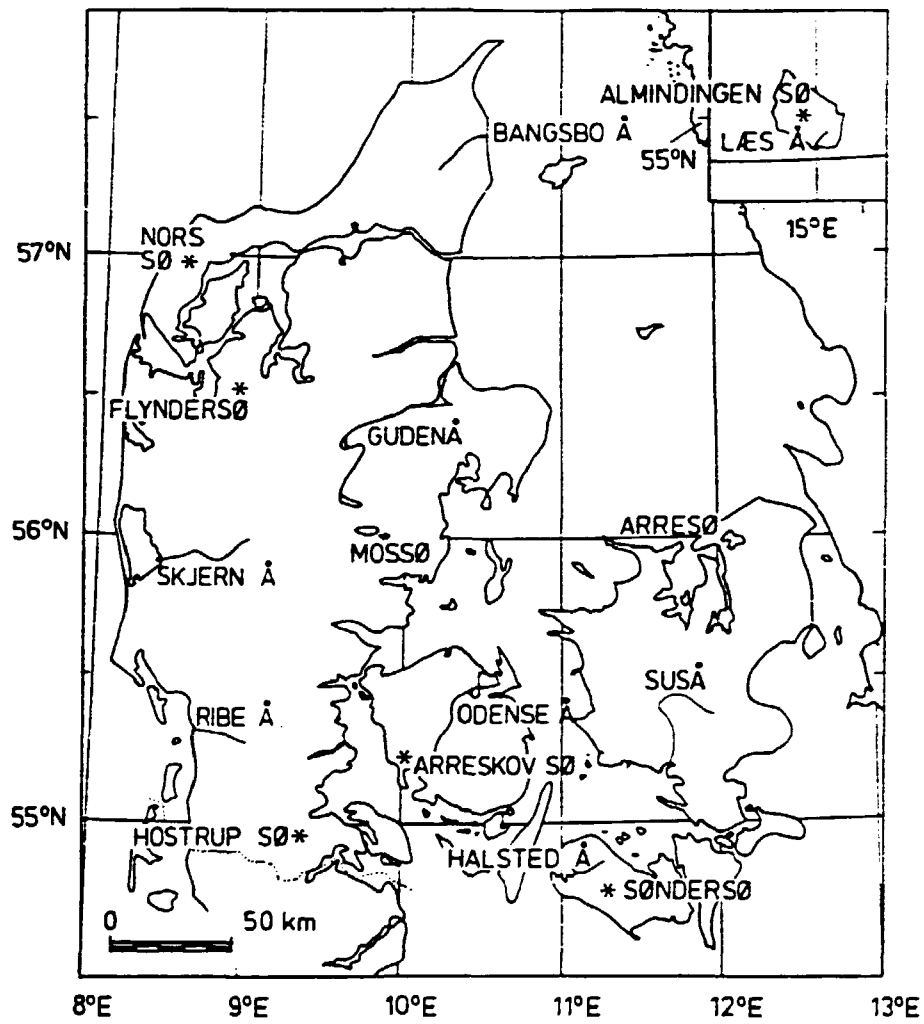 ALMINDINGEN SØ
*
BANGSBO Å
LÆS Å
55°N
15°E
NORS
SØ *
57°N
*
FLYNDERSØ
GUDENÅ
56°N
ARRESØ
MOSSØ
SKJERN Å
SUSÅ
RIBE Å
ODENSE Å
* ARRESKOV SØ
55°N
HOSTRUP SØ*
HALSTED Å
* SØNDERSØ
0 50 km
8°E 9°E 10°E 11°E 12°E 13°E